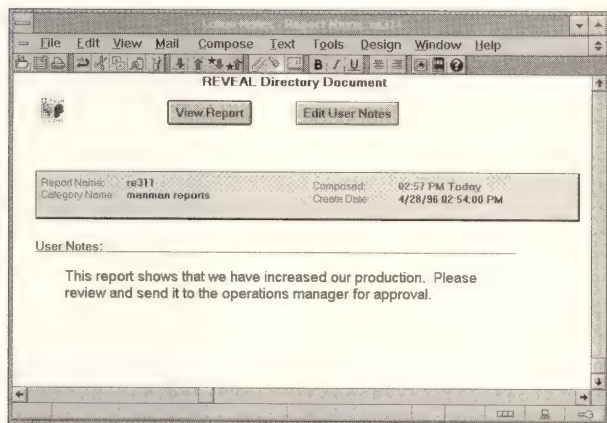 Lotus Notes - Report Name - re311
File Edit View Mail Compose Text Tools Design Window Help
B I U
REVEAL Directory Document
View Report Edit User Notes
Report Name: re311 Composed: 02:57 PM Today
Category Name: manman reports Create Date: 4/28/96 02:54:00 PM
User Notes:
This report shows that we have increased our production. Please
review and send it to the operations manager for approval.